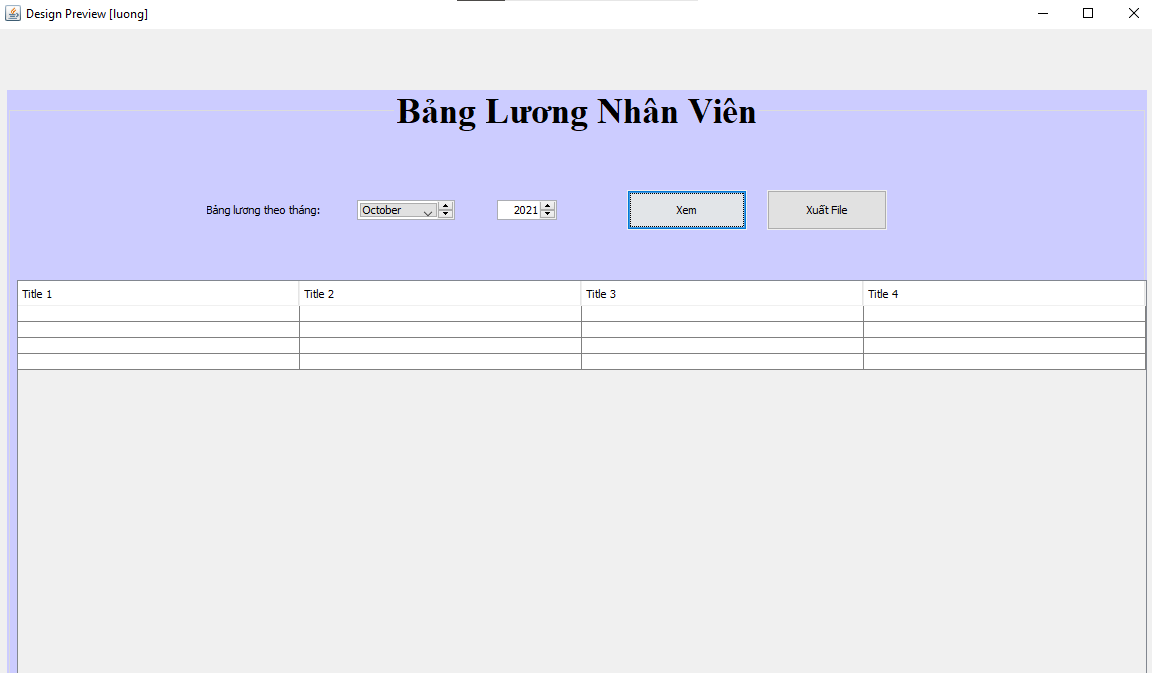 Design Preview [luong]
Bảng Lương Nhân Viên
Bảng lương theo tháng: October 2021 Xem Xuất File
Title 1 Title 2 Title 3 Title 4